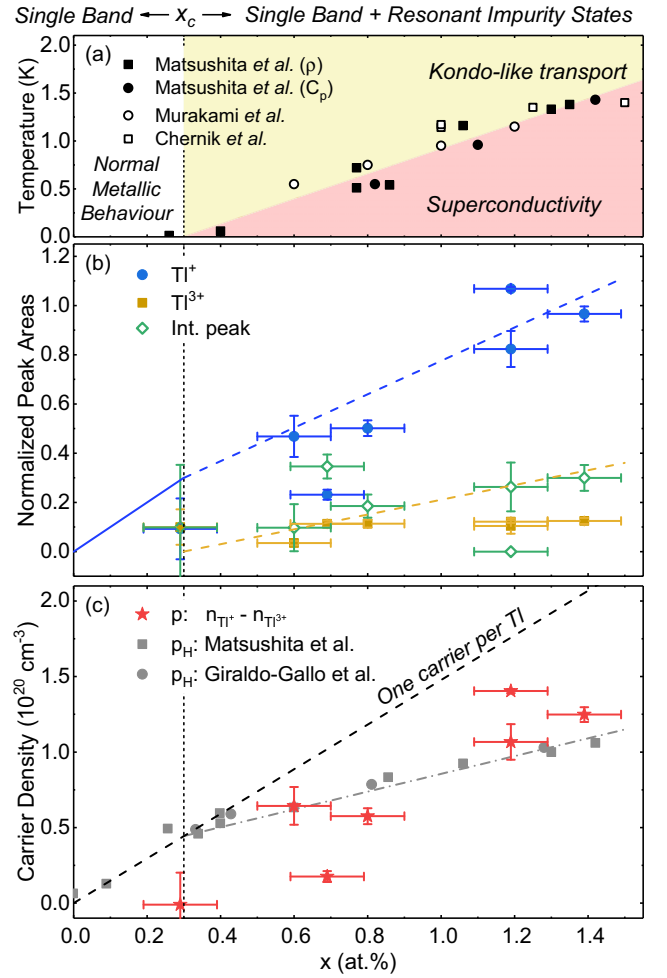 Single Band ← x_c → Single Band + Resonant Impurity States
(a)
Matsushita et al. (ρ)
Matsushita et al. (C_p)
Murakami et al.
Chernik et al.
Kondo-like transport
Normal
Metallic
Behaviour
Superconductivity
Temperature (K)
2.0
1.5
1.0
0.5
0.0
(b)
Tl⁺
Tl³⁺
Int. peak
Normalized Peak Areas
1.0
0.8
0.6
0.4
0.2
0.0
(c)
p: n_Tl⁺ - n_Tl³⁺
p_H: Matsushita et al.
p_H: Giraldo-Gallo et al.
One carrier per Tl
Carrier Density (10²⁰ cm⁻³)
2.0
1.5
1.0
0.5
0.0
0.0 0.2 0.4 0.6 0.8 1.0 1.2 1.4
x (at.%)